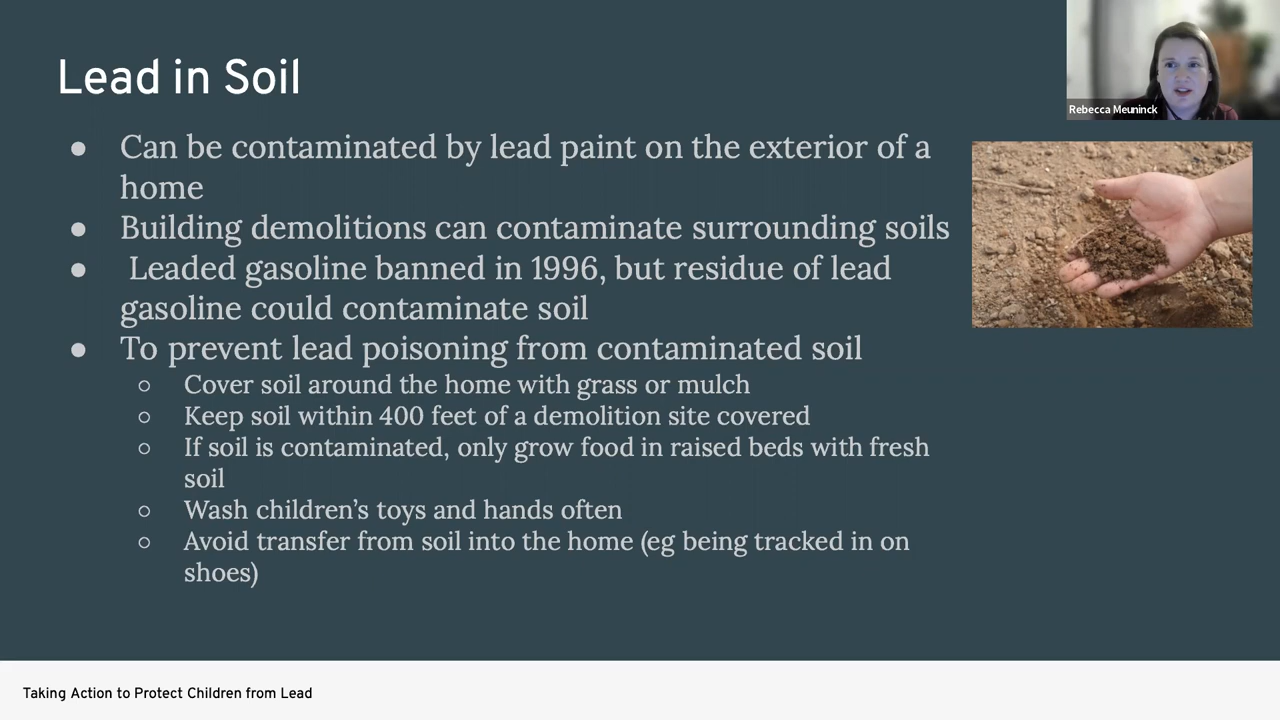 Lead in Soil
Rebecca Meuninck
● Can be contaminated by lead paint on the exterior of a
home
● Building demolitions can contaminate surrounding soils
● Leaded gasoline banned in 1996, but residue of lead
gasoline could contaminate soil
● To prevent lead poisoning from contaminated soil
○ Cover soil around the home with grass or mulch
○ Keep soil within 400 feet of a demolition site covered
○ If soil is contaminated, only grow food in raised beds with fresh
soil
○ Wash children’s toys and hands often
○ Avoid transfer from soil into the home (eg being tracked in on
shoes)
Taking Action to Protect Children from Lead